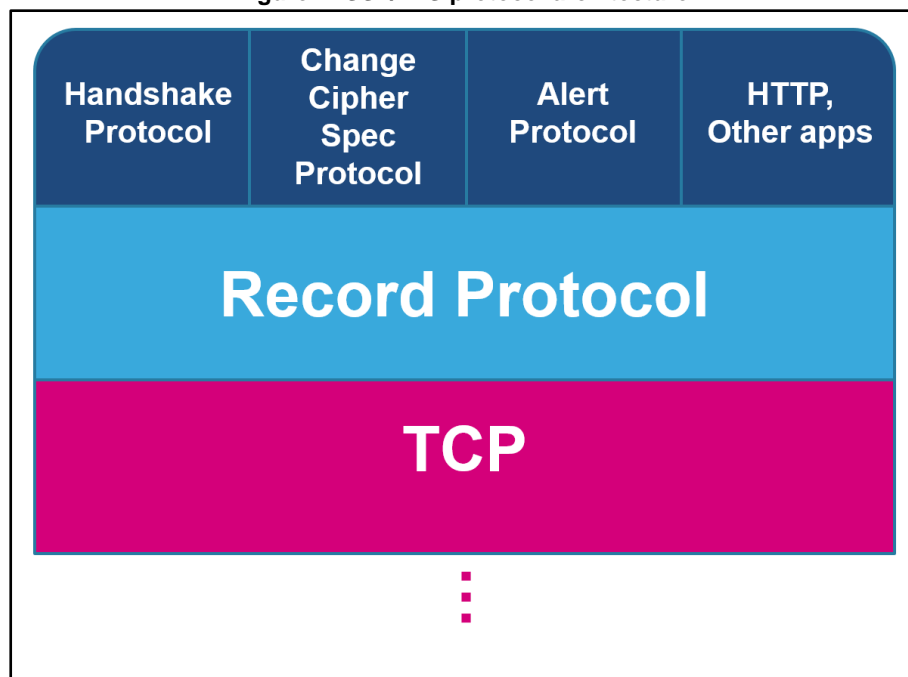 Handshake
Protocol
Change
Cipher
Spec
Protocol
Alert
Protocol
HTTP,
Other apps
Record Protocol
TCP